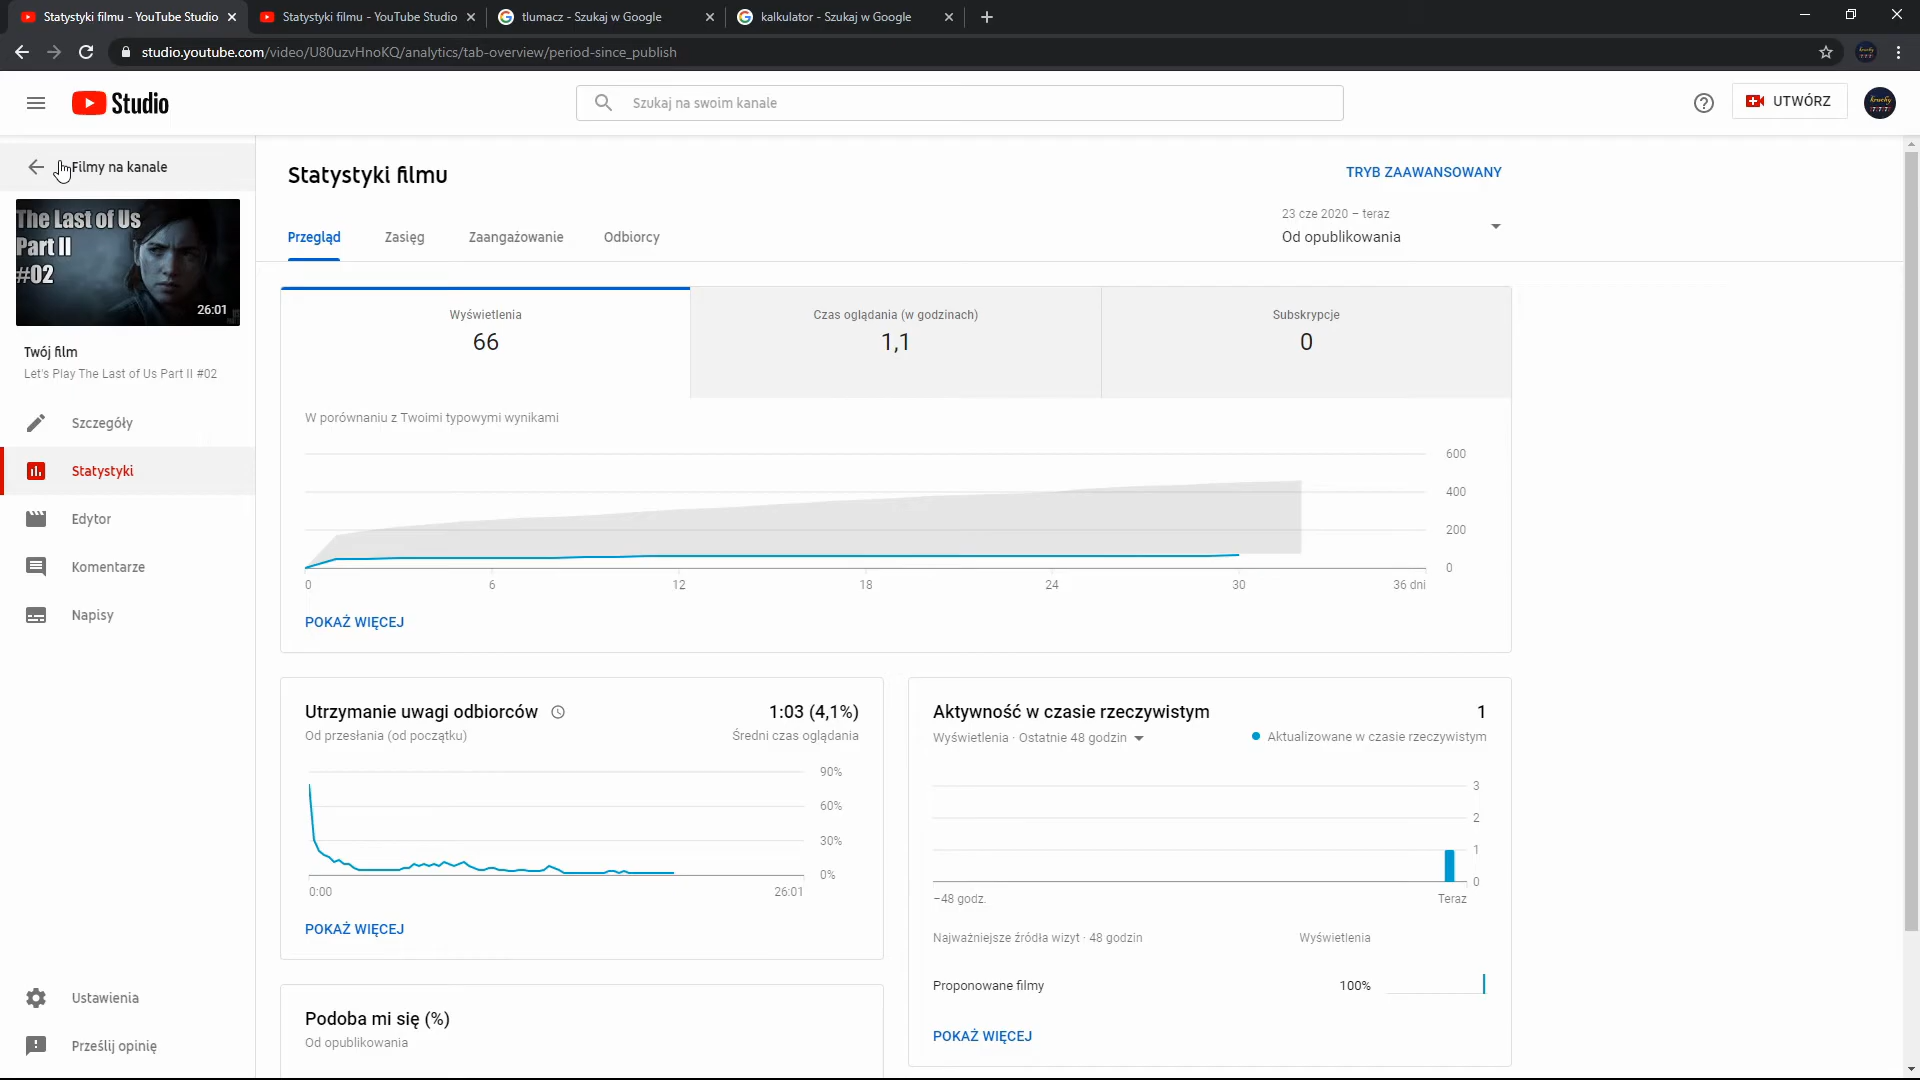 Statystyki filmu - YouTube Studio
Statystyki filmu - YouTube Studio
tlumacz - Szukaj w Google
kalkulator - Szukaj w Google
studio.youtube.com/video/U80uzvHnoKQ/analytics/tab-overview/period-since_publish
Studio
Szukaj na swoim kanale
UTWÓRZ
Filmy na kanale
The Last of Us
Part II
#02
26:01
Twój film
Let's Play The Last of Us Part II #02
Szczegóły
Statystyki
Edytor
Komentarze
Napisy
Ustawienia
Prześlij opinię
Statystyki filmu
TRYB ZAAWANSOWANY
Przegląd
Zasięg
Zaangażowanie
Odbiorcy
23 cze 2020 – teraz
Od opublikowania
Wyświetlenia
66
Czas oglądania (w godzinach)
1,1
Subskrypcje
0
W porównaniu z Twoimi typowymi wynikami
600
400
200
0
0 6 12 18 24 30 36 dni
POKAŻ WIĘCEJ
Utrzymanie uwagi odbiorców
1:03 (4,1%)
Od przesłania (od początku)
Średni czas oglądania
90%
60%
30%
0%
0:00 26:01
POKAŻ WIĘCEJ
Podoba mi się (%)
Od opublikowania
Aktywność w czasie rzeczywistym
1
Wyświetlenia · Ostatnie 48 godzin
Aktualizowane w czasie rzeczywistym
3
2
1
0
−48 godz. Teraz
Najważniejsze źródła wizyt · 48 godzin
Wyświetlenia
Proponowane filmy
100%
POKAŻ WIĘCEJ